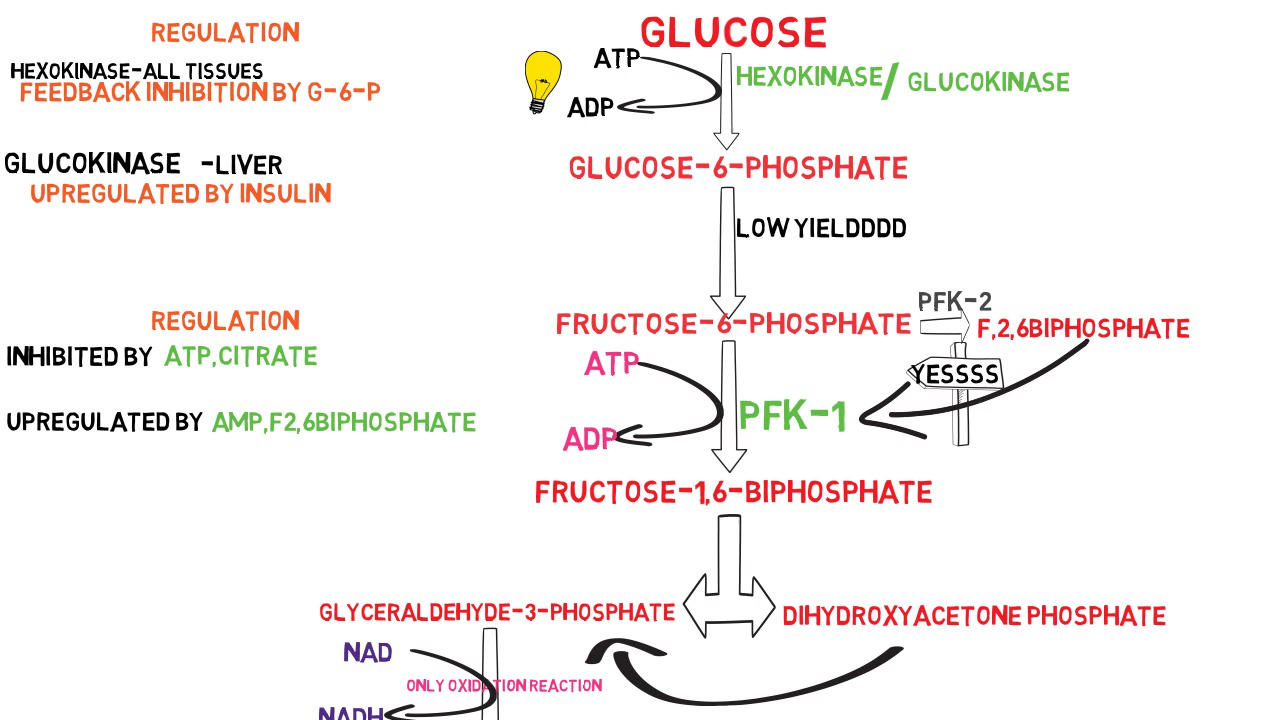 REGULATION
HEXOKINASE-ALL TISSUES
FEEDBACK INHIBITION BY G-6-P
GLUCOKINASE -LIVER
UPREGULATED BY INSULIN
GLUCOSE
ATP
HEXOKINASE/ GLUCOKINASE
ADP
GLUCOSE-6-PHOSPHATE
LOW YIELDDDD
REGULATION
INHIBITED BY ATP,CITRATE
UPREGULATED BY AMP,F2,6BIPHOSPHATE
FRUCTOSE-6-PHOSPHATE
PFK-2
F,2,6BIPHOSPHATE
YESSSS
ATP
PFK-1
ADP
FRUCTOSE-1,6-BIPHOSPHATE
GLYCERALDEHYDE-3-PHOSPHATE
DIHYDROXYACETONE PHOSPHATE
NAD
ONLY OXIDATION REACTION
NADH